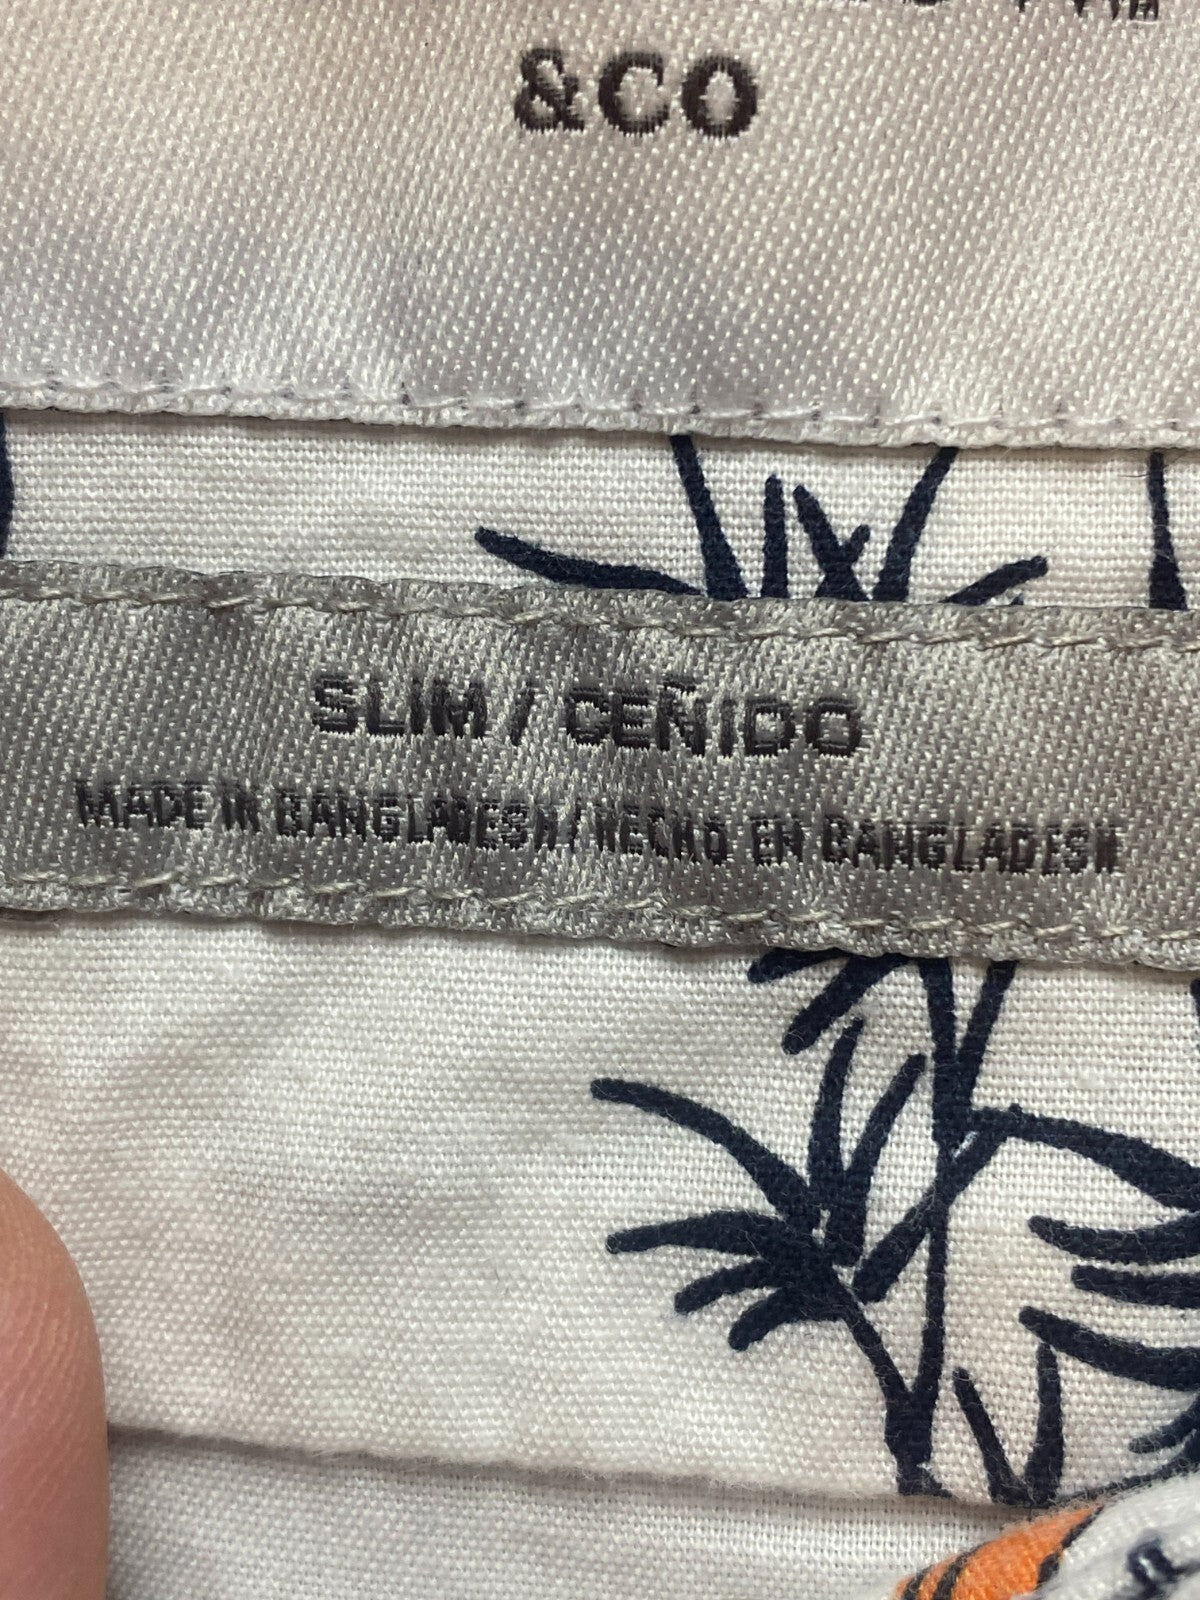 &CO
SLIM / CEÑIDO
MADE IN BANGLADESH / HECHO EN BANGLADESH